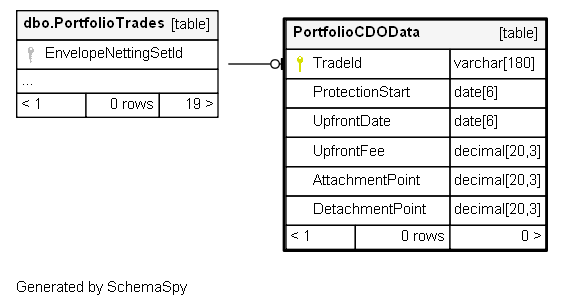 dbo.PortfolioTrades [table]
EnvelopeNettingSetId
...
< 1 0 rows 19 >
PortfolioCDOData [table]
TradeId varchar[180]
ProtectionStart date[6]
UpfrontDate date[6]
UpfrontFee decimal[20,3]
AttachmentPoint decimal[20,3]
DetachmentPoint decimal[20,3]
< 1 0 rows 0 >
Generated by SchemaSpy